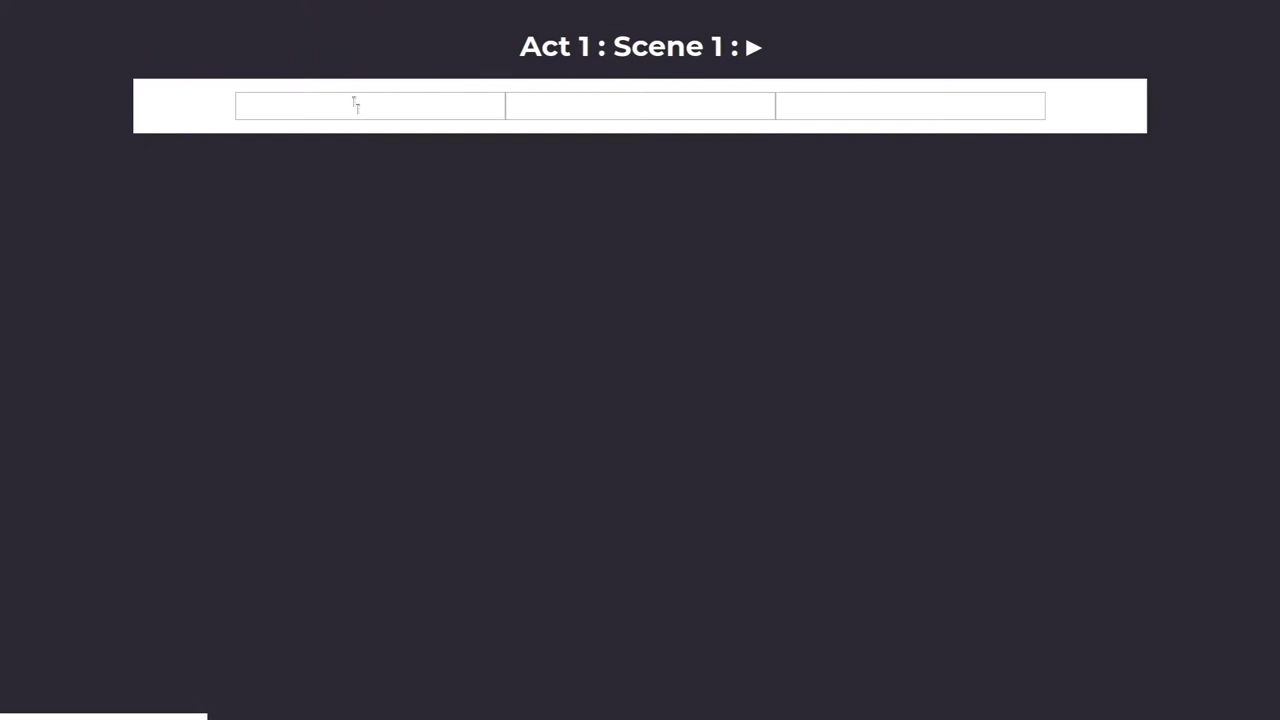 Act 1 : Scene 1 : ▸